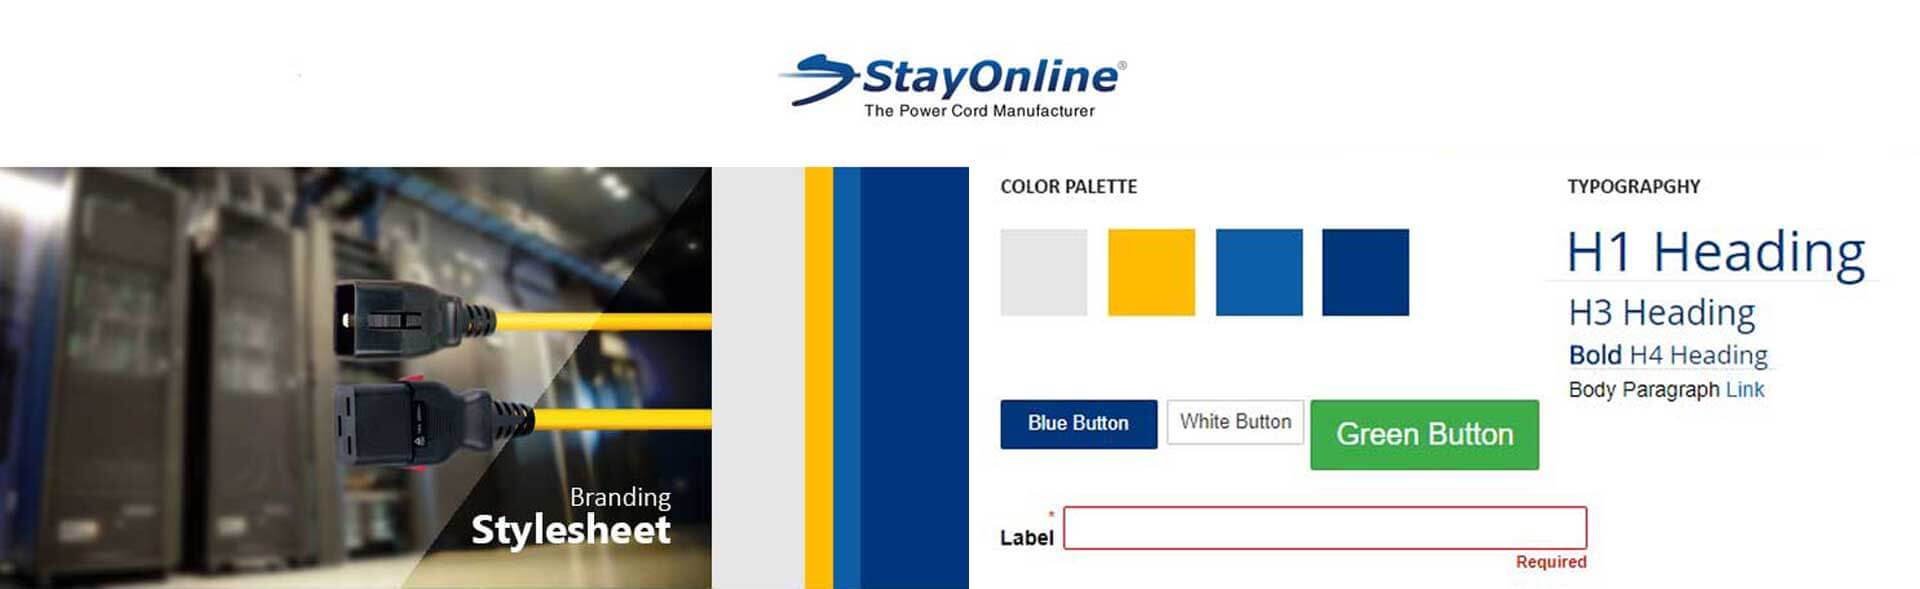 StayOnline®
The Power Cord Manufacturer
Branding
Stylesheet
COLOR PALETTE
Blue Button
White Button
Green Button
* 
Label
Required
TYPOGRAPGHY
H1 Heading
H3 Heading
Bold H4 Heading
Body Paragraph Link